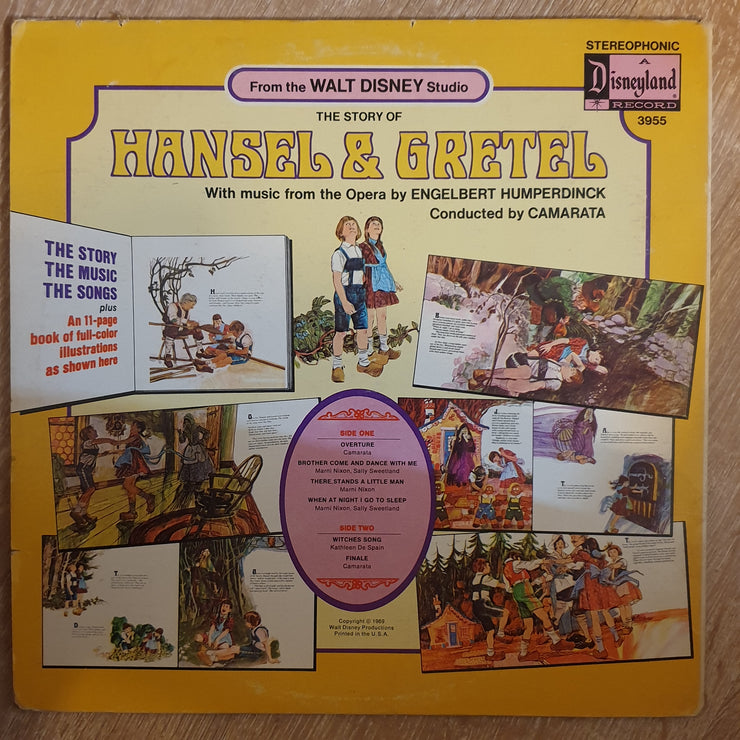 STEREOPHONIC
A
Disneyland
RECORD
3955
From the WALT DISNEY Studio
THE STORY OF
HANSEL & GRETEL
With music from the Opera by ENGELBERT HUMPERDINCK
Conducted by CAMARATA
THE STORY
THE MUSIC
THE SONGS
plus
An 11-page
book of full-color
illustrations
as shown here
SIDE ONE
OVERTURE
Camarata
BROTHER COME AND DANCE WITH ME
Marni Nixon, Sally Sweetland
THERE,STANDS A LITTLE MAN
Marni Nixon
WHEN AT NIGHT I GO TO SLEEP
Marni Nixon, Sally Sweetland
SIDE TWO
WITCHES SONG
Kathleen De Spain
FINALE
Camarata
Copyright © 1969
Walt Disney Productions
Printed in the U.S.A.